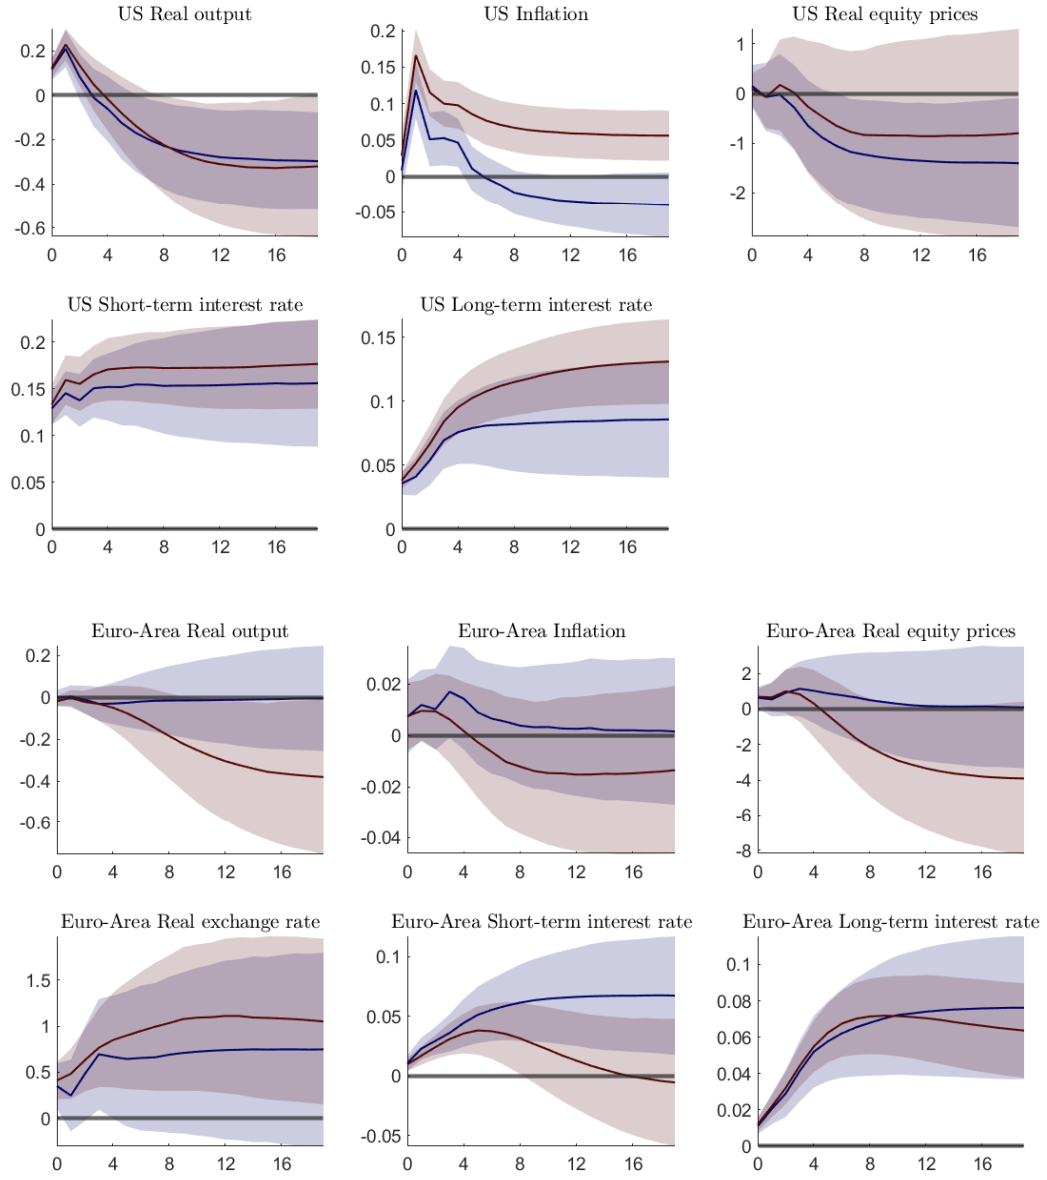 US Real output
0.2
0
-0.2
-0.4
-0.6
0 4 8 12 16
US Inflation
0.2
0.15
0.1
0.05
0
-0.05
0 4 8 12 16
US Real equity prices
1
0
-1
-2
0 4 8 12 16
US Short-term interest rate
0.2
0.15
0.1
0.05
0
0 4 8 12 16
US Long-term interest rate
0.15
0.1
0.05
0
0 4 8 12 16
Euro-Area Real output
0.2
0
-0.2
-0.4
-0.6
0 4 8 12 16
Euro-Area Inflation
0.02
0
-0.02
-0.04
0 4 8 12 16
Euro-Area Real equity prices
2
0
-2
-4
-6
-8
0 4 8 12 16
Euro-Area Real exchange rate
1.5
1
0.5
0
0 4 8 12 16
Euro-Area Short-term interest rate
0.1
0.05
0
-0.05
0 4 8 12 16
Euro-Area Long-term interest rate
0.1
0.08
0.06
0.04
0.02
0
0 4 8 12 16